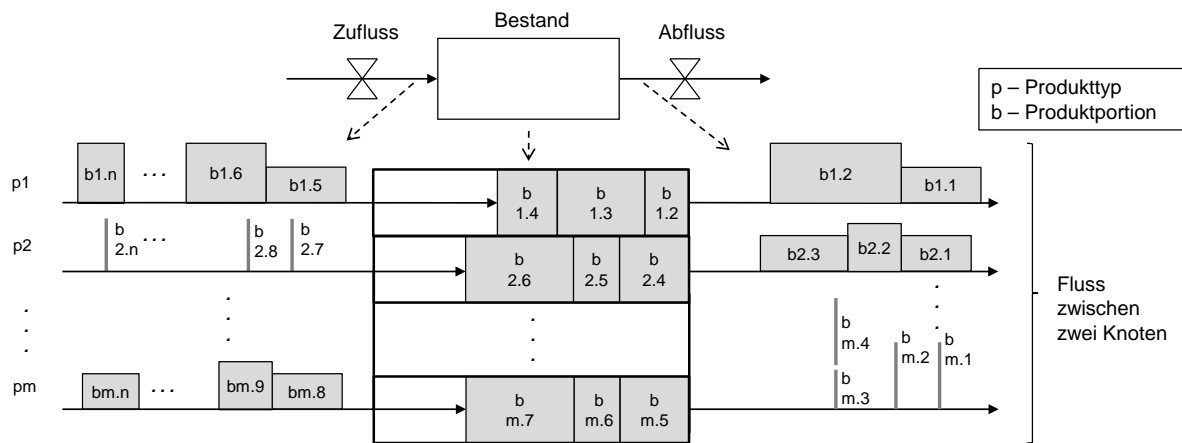 Bestand
Zufluss
Abfluss
p – Produkttyp
b – Produktportion
p1
b1.n
...
b1.6
b1.5
b
1.4
b
1.3
b
1.2
b1.2
b1.1
p2
b
2.n
...
b
2.8
b
2.7
b
2.6
b
2.5
b
2.4
b2.3
b2.2
b2.1
Fluss
zwischen
zwei Knoten
b
m.4
b
m.3
b
m.2
b
m.1
pm
bm.n
...
bm.9
bm.8
b
m.7
b
m.6
b
m.5